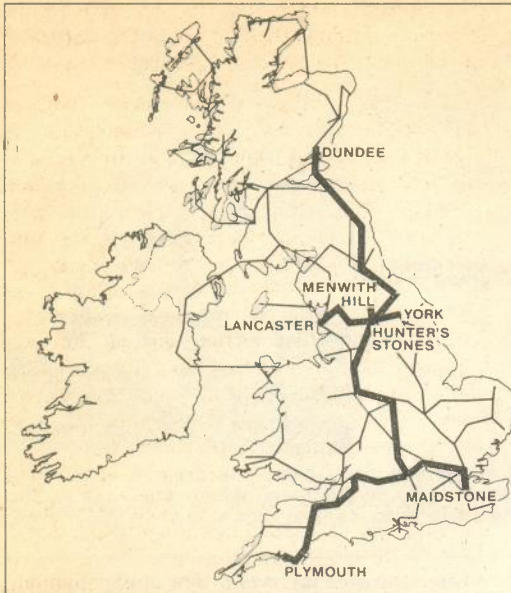 DUNDEE
MENWITH
HILL
YORK
LANCASTER
HUNTER'S
STONES
MAIDSTONE
PLYMOUTH